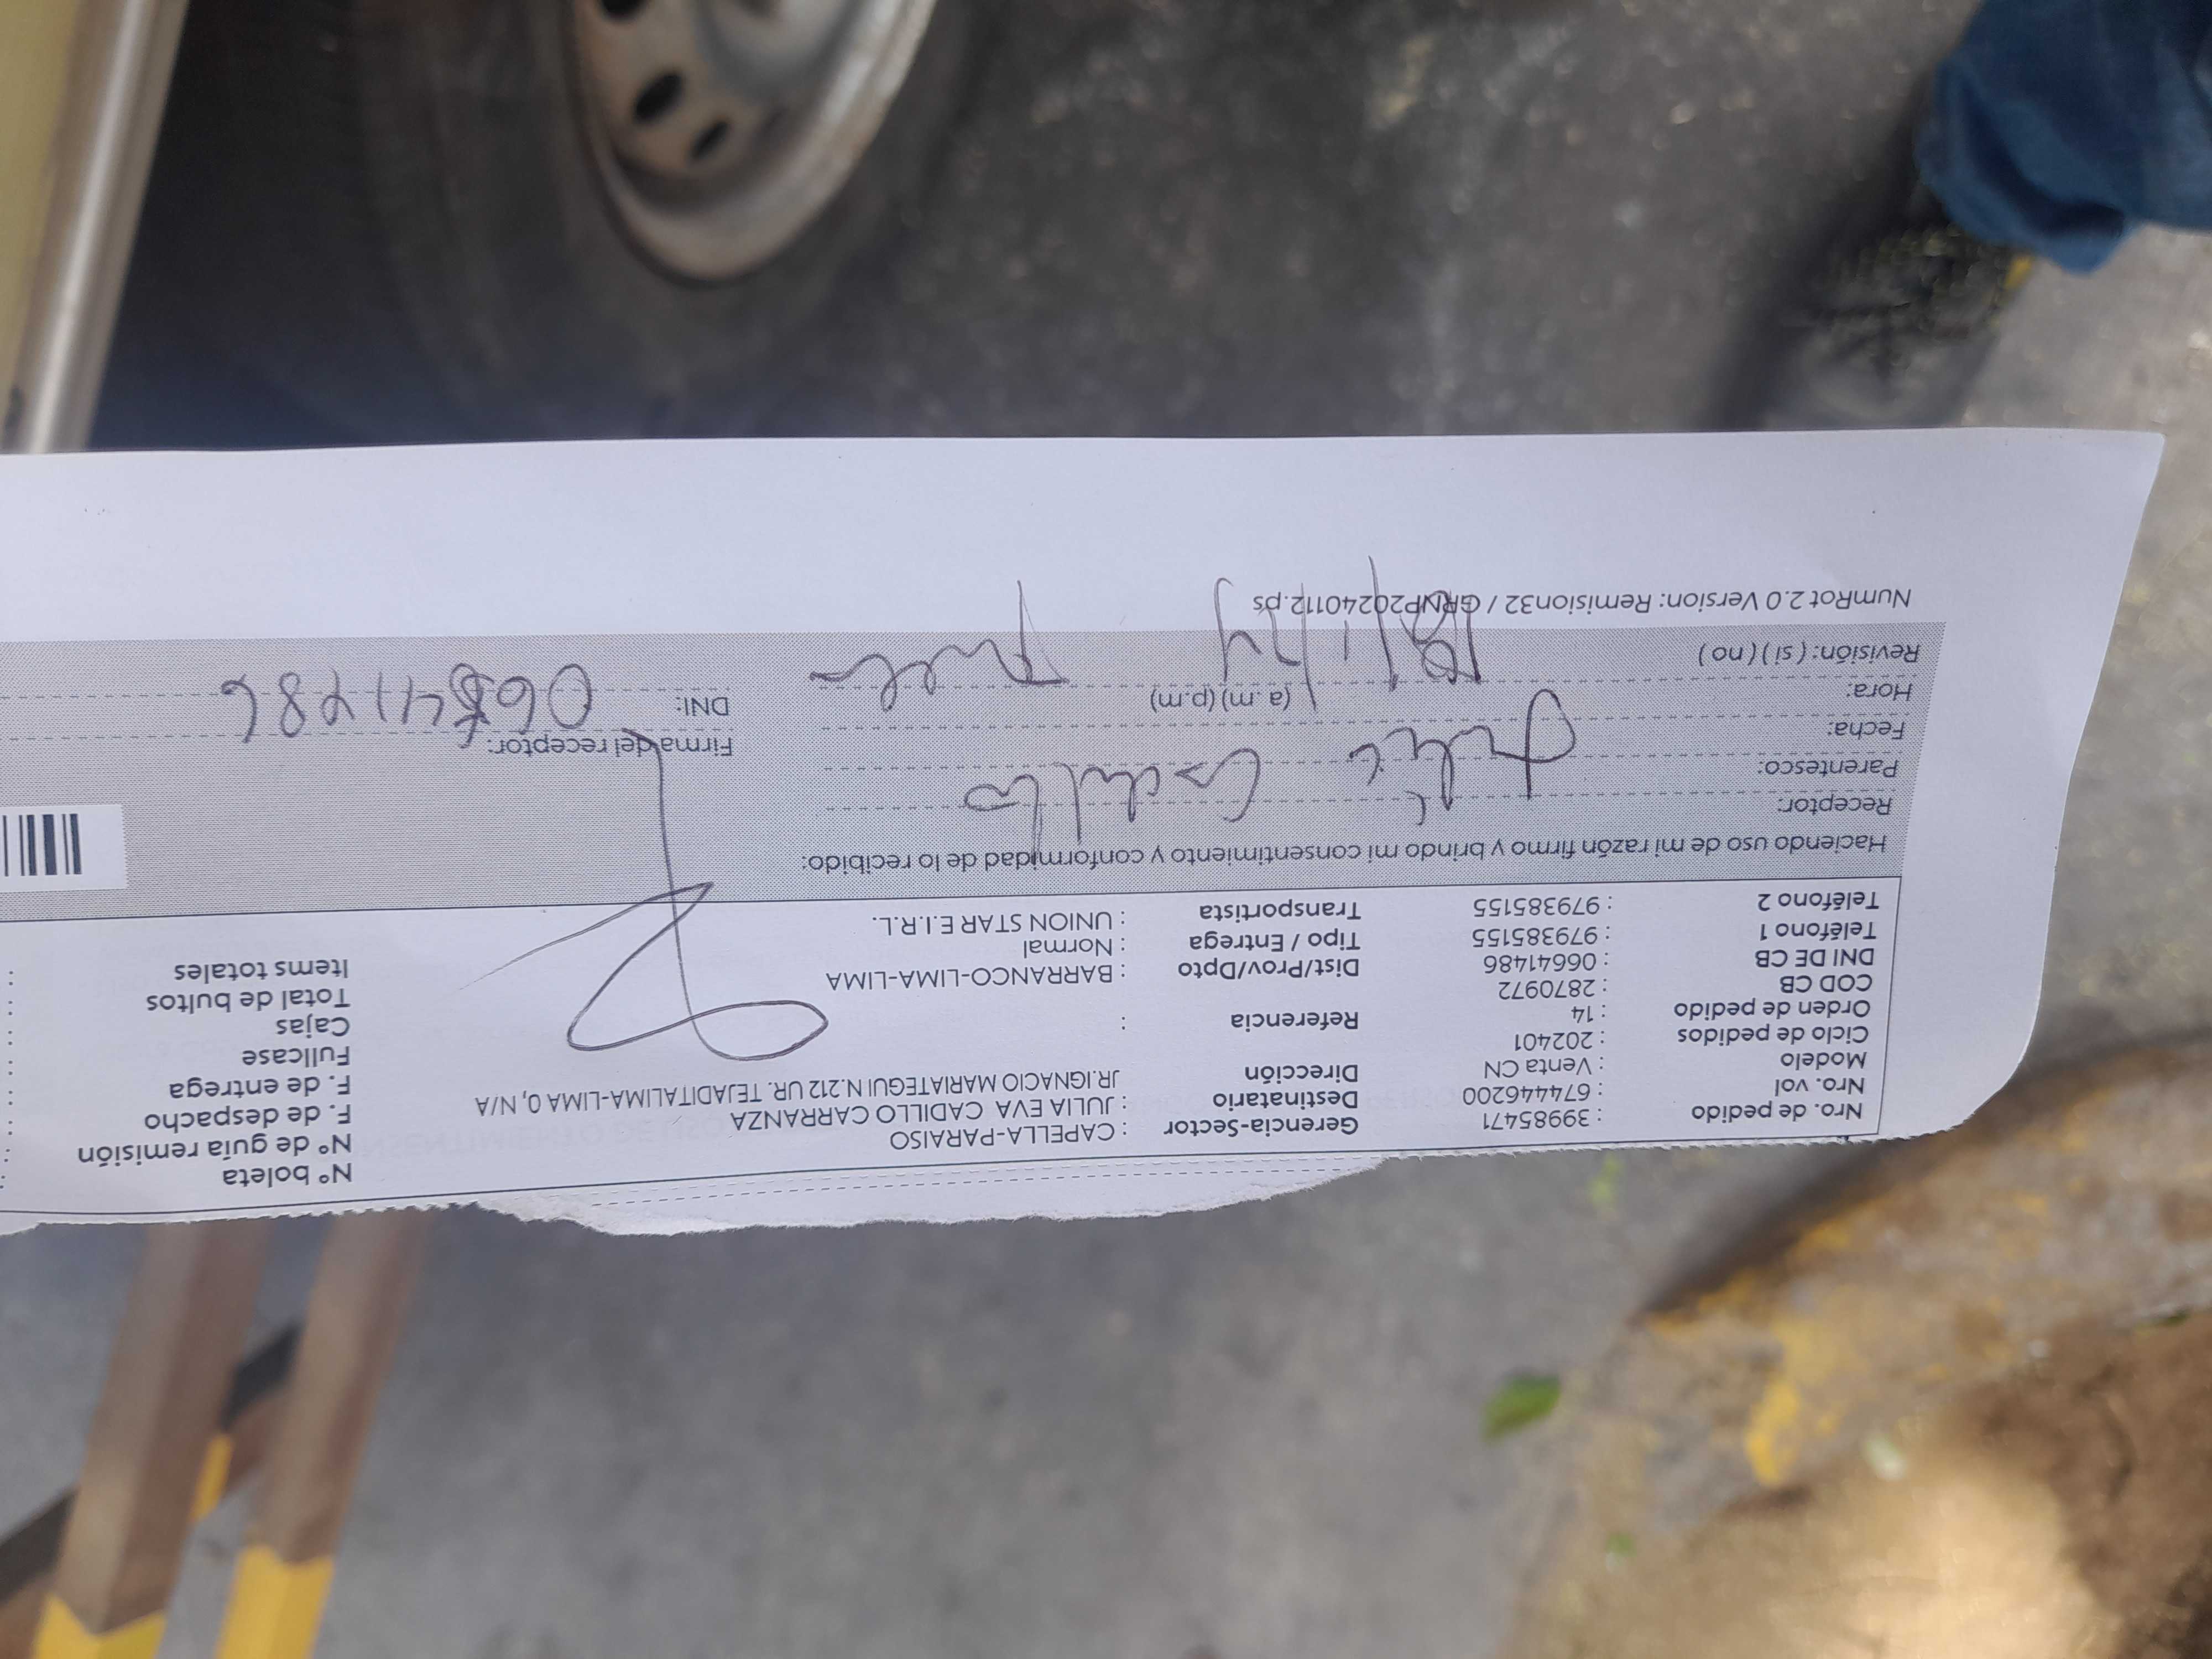 Nº boleta :
Nro. de pedido : 39985471 Gerencia-Sector : CAPELLA-PARAISO Nº de guía remisión :
Nro. vol : 674446200 Destinatario : JULIA EVA CADILLO CARRANZA F. de despacho :
Modelo : Venta CN Dirección JR.IGNACIO MARIATEGUI N.212 UR. TEJADITALIMA-LIMA 0, N/A F. de entrega :
Ciclo de pedidos : 202401 Fullcase :
Orden de pedido : 14 Referencia : Cajas :
COD CB : 2870972 Total de bultos :
DNI DE CB : 06641486 Dist/Prov/Dpto : BARRANCO-LIMA-LIMA Items totales :
Teléfono 1 : 979385155 Tipo / Entrega : Normal
Teléfono 2 : 979385155 Transportista : UNION STAR E.I.R.L.
Haciendo uso de mi razón firmo y brindo mi consentimiento y conformidad de lo recibido:
Receptor:
Parentesco: Julia Cadillo
Fecha: Firma del receptor:
Hora: (a.m) (p.m) DNI: 06641486
Revisión: ( si ) ( no )
NumRot 2.0 Version: Remision32 / GRNP20240112.ps